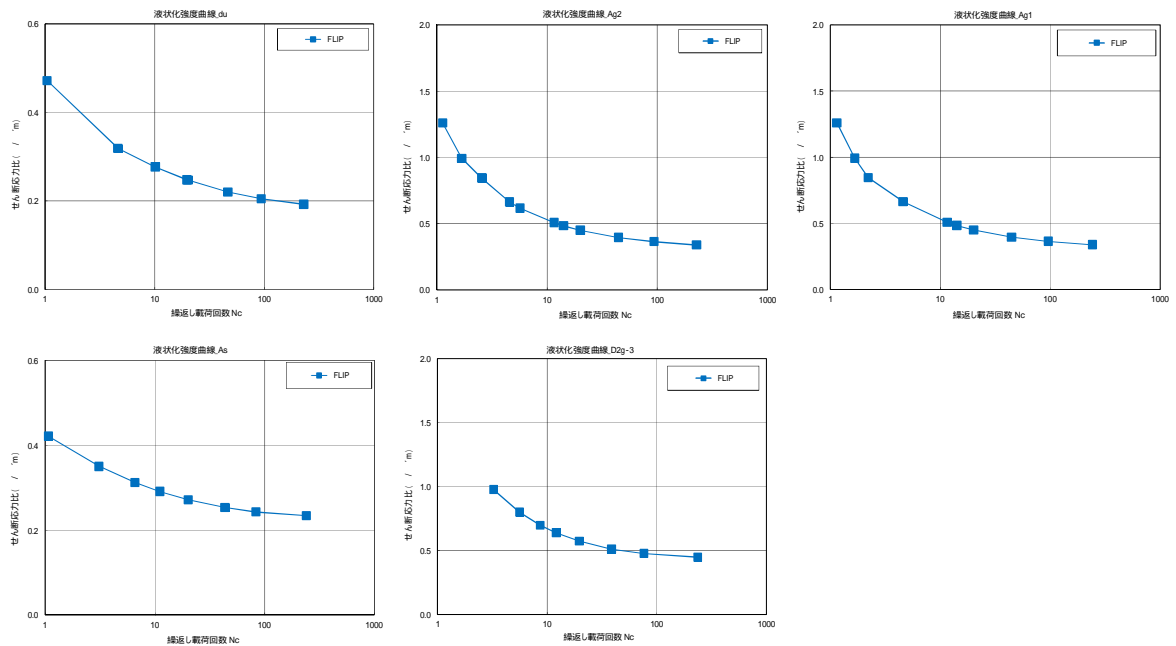 液状化強度曲線_du
FLIP
せん断応力比( / ´m)
0.6
0.4
0.2
0.0
1 10 100 1000
繰返し載荷回数 Nc
液状化強度曲線_Ag2
FLIP
せん断応力比( / ´m)
2.0
1.5
1.0
0.5
0.0
1 10 100 1000
繰返し載荷回数 Nc
液状化強度曲線_Ag1
FLIP
せん断応力比( / ´m)
2.0
1.5
1.0
0.5
0.0
1 10 100 1000
繰返し載荷回数 Nc
液状化強度曲線_As
FLIP
せん断応力比( / ´m)
0.6
0.4
0.2
0.0
1 10 100 1000
繰返し載荷回数 Nc
液状化強度曲線_D2g-3
FLIP
せん断応力比( / ´m)
2.0
1.5
1.0
0.5
0.0
1 10 100 1000
繰返し載荷回数 Nc